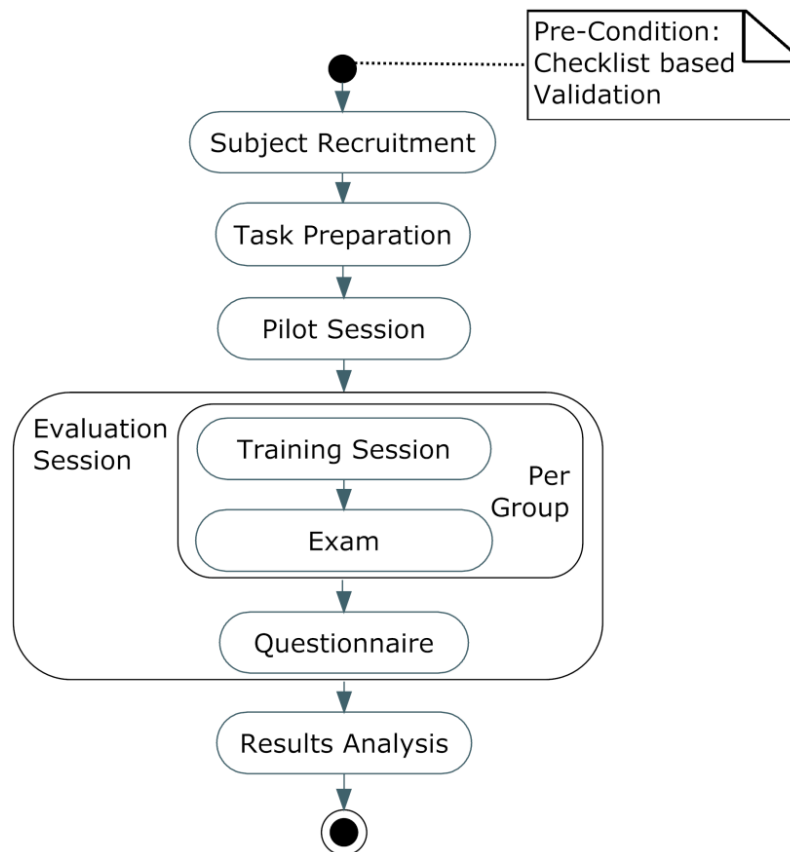 Pre-Condition:
Checklist based
Validation
Subject Recruitment
Task Preparation
Pilot Session
Evaluation
Session
Training Session
Per
Group
Exam
Questionnaire
Results Analysis